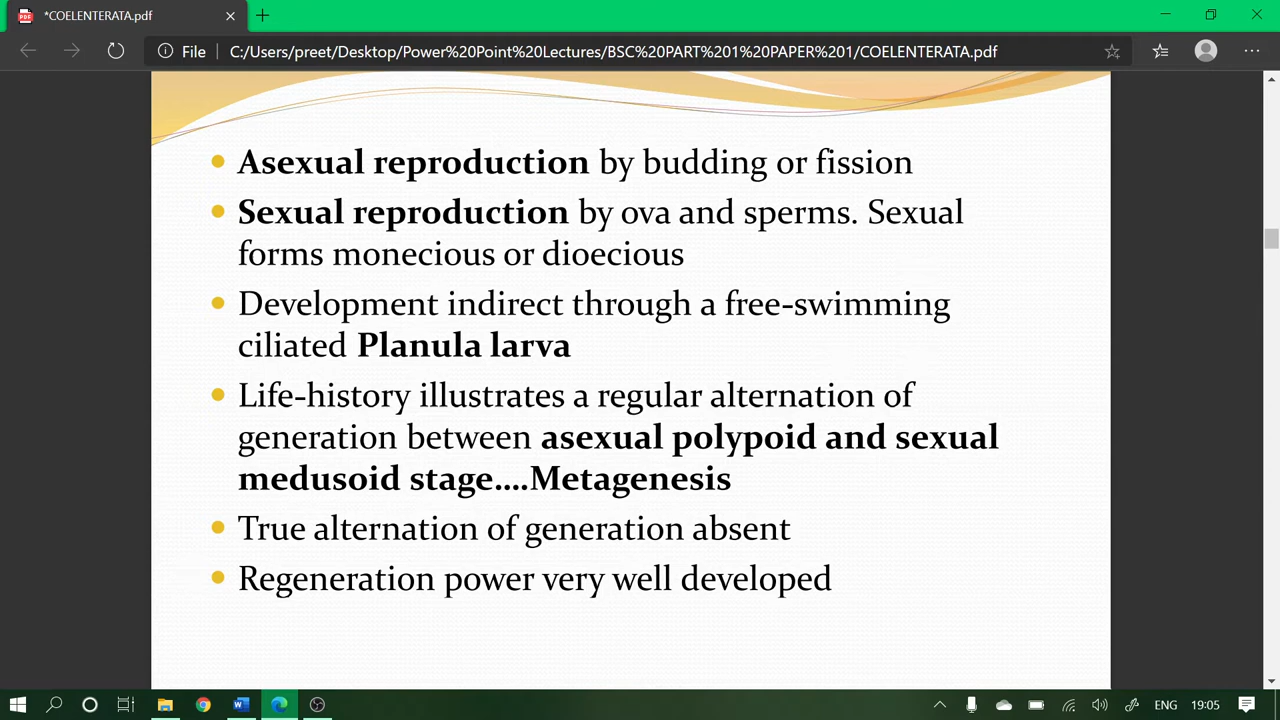 *COELENTERATA.pdf
File
C:/Users/preet/Desktop/Power%20Point%20Lectures/BSC%20PART%201%20PAPER%201/COELENTERATA.pdf
Asexual reproduction by budding or fission
Sexual reproduction by ova and sperms. Sexual
forms monecious or dioecious
Development indirect through a free-swimming
ciliated Planula larva
Life-history illustrates a regular alternation of
generation between asexual polypoid and sexual
medusoid stage....Metagenesis
True alternation of generation absent
Regeneration power very well developed
ENG
19:05